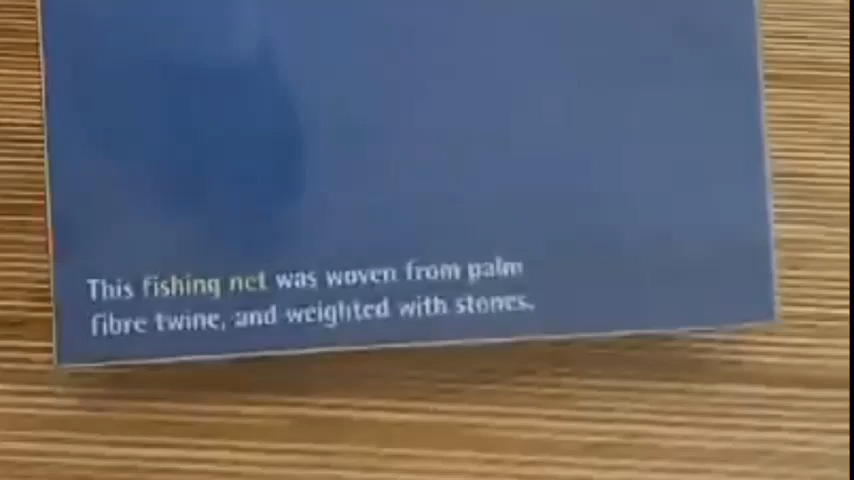 This fishing net was woven from palm
fibre twine, and weighted with stones.